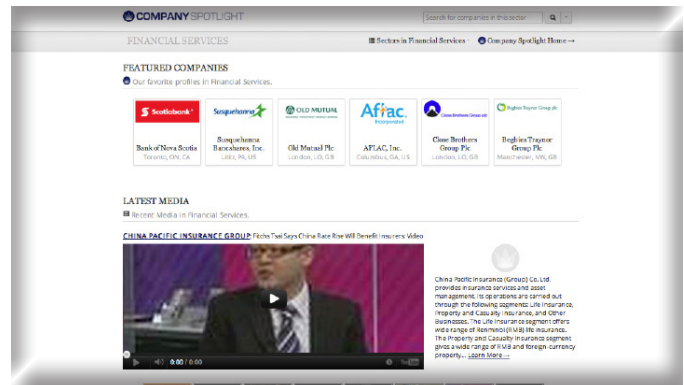 COMPANY SPOTLIGHT
Search for companies in this sector
FINANCIAL SERVICES
Sectors in Financial Services
Company Spotlight Home →
FEATURED COMPANIES
Our favorite profiles in Financial Services.
Scotiabank
Susquehanna
OLD MUTUAL
Aflac
Incorporated
Close Brothers Group plc
Begbies Traynor Group plc
Bank of Nova Scotia
Toronto, ON, CA
Susquehanna
Bancshares, Inc.
Lititz, PA, US
Old Mutual Plc
London, LO, GB
AFLAC, Inc.
Columbus, GA, US
Close Brothers
Group Plc
London, LO, GB
Begbies Traynor
Group Plc
Manchester, NW, GB
LATEST MEDIA
Recent Media in Financial Services.
CHINA PACIFIC INSURANCE GROUP Fitchs Tsai Says China Rate Rise Will Benefit Insurers: Video
0:00 / 0:00
YouTube
China Pacific Insurance (Group) Co. Ltd.
provides insurance services and asset
management. Its operations are carried out
through the following segments: Life Insurance,
Property and Casualty Insurance, and Other
Businesses. The Life Insurance segment offers
wide range of Renminbi (RMB) life insurance.
The Property and Casualty Insurance segment
gives a wide range of RMB and foreign-currency
property... Learn More →